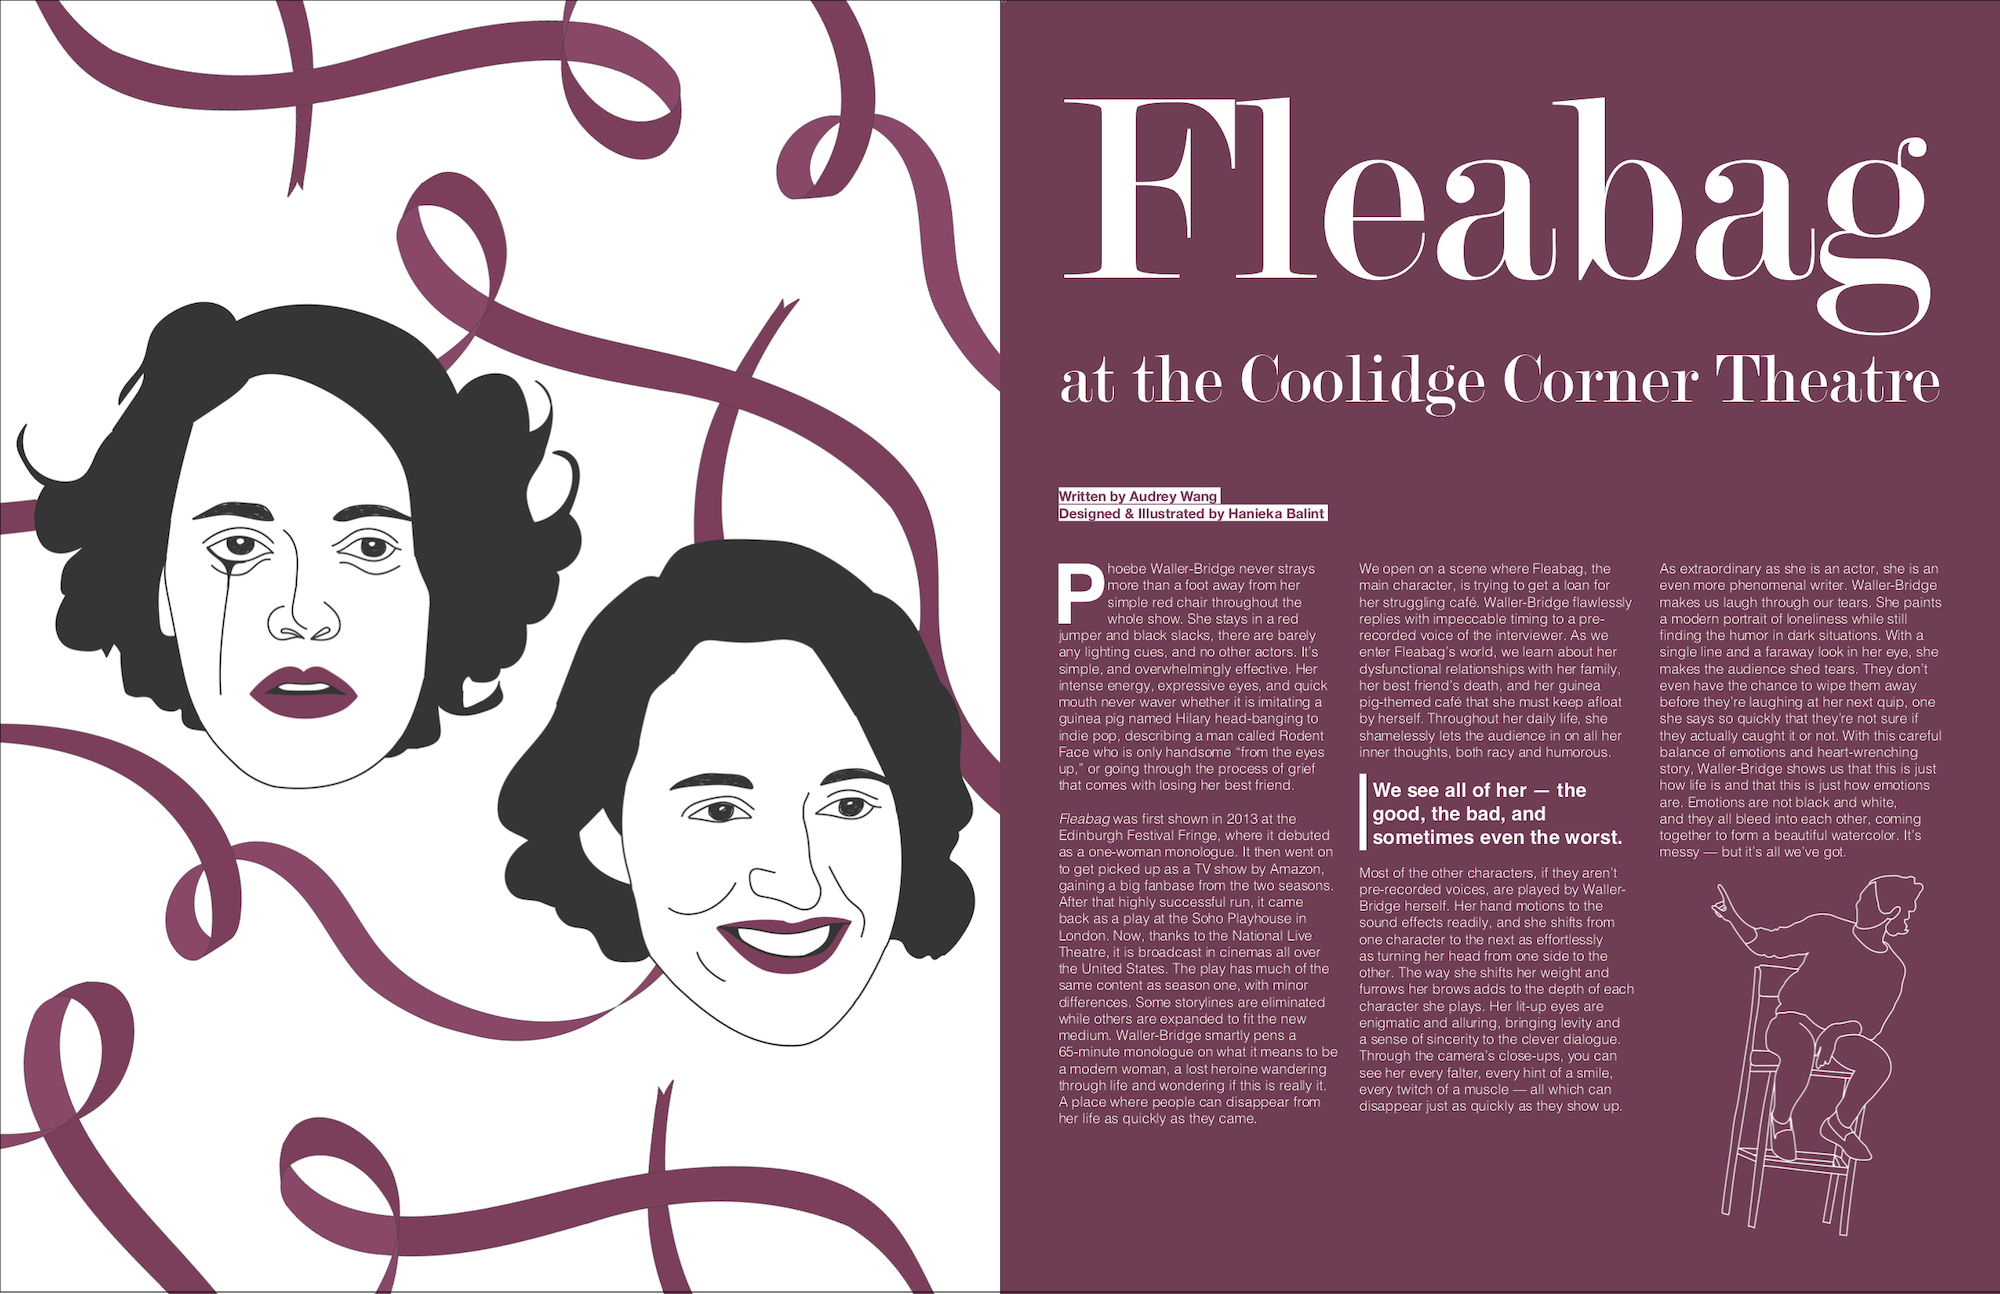 Fleabag
at the Coolidge Corner Theatre
Written by Audrey Wang
Designed & Illustrated by Hanieka Balint
Phoebe Waller-Bridge never strays
more than a foot away from her
simple red chair throughout the
whole show. She stays in a red
jumper and black slacks, there are barely
any lighting cues, and no other actors. It's
simple, and overwhelmingly effective. Her
intense energy, expressive eyes, and quick
mouth never waver whether it is imitating a
guinea pig named Hilary head-banging to
indie pop, describing a man called Rodent
Face who is only handsome “from the eyes
up,” or going through the process of grief
that comes with losing her best friend.
Fleabag was first shown in 2013 at the
Edinburgh Festival Fringe, where it debuted
as a one-woman monologue. It then went on
to get picked up as a TV show by Amazon,
gaining a big fanbase from the two seasons.
After that highly successful run, it came
back as a play at the Soho Playhouse in
London. Now, thanks to the National Live
Theatre, it is broadcast in cinemas all over
the United States. The play has much of the
same content as season one, with minor
differences. Some storylines are eliminated
while others are expanded to fit the new
medium. Waller-Bridge smartly pens a
65-minute monologue on what it means to be
a modern woman, a lost heroine wandering
through life and wondering if this is really it.
A place where people can disappear from
her life as quickly as they came.
We open on a scene where Fleabag, the
main character, is trying to get a loan for
her struggling café. Waller-Bridge flawlessly
replies with impeccable timing to a pre-
recorded voice of the interviewer. As we
enter Fleabag's world, we learn about her
dysfunctional relationships with her family,
her best friend's death, and her guinea
pig-themed café that she must keep afloat
by herself. Throughout her daily life, she
shamelessly lets the audience in on all her
inner thoughts, both racy and humorous.
We see all of her — the
good, the bad, and
sometimes even the worst.
Most of the other characters, if they aren't
pre-recorded voices, are played by Waller-
Bridge herself. Her hand motions to the
sound effects readily, and she shifts from
one character to the next as effortlessly
as turning her head from one side to the
other. The way she shifts her weight and
furrows her brows adds to the depth of each
character she plays. Her lit-up eyes are
enigmatic and alluring, bringing levity and
a sense of sincerity to the clever dialogue.
Through the camera's close-ups, you can
see her every falter, every hint of a smile,
every twitch of a muscle — all which can
disappear just as quickly as they show up.
As extraordinary as she is an actor, she is an
even more phenomenal writer. Waller-Bridge
makes us laugh through our tears. She paints
a modern portrait of loneliness while still
finding the humor in dark situations. With a
single line and a faraway look in her eye, she
makes the audience shed tears. They don't
even have the chance to wipe them away
before they're laughing at her next quip, one
she says so quickly that they're not sure if
they actually caught it or not. With this careful
balance of emotions and heart-wrenching
story, Waller-Bridge shows us that this is just
how life is and that this is just how emotions
are. Emotions are not black and white,
and they all bleed into each other, coming
together to form a beautiful watercolor. It's
messy — but it's all we've got.